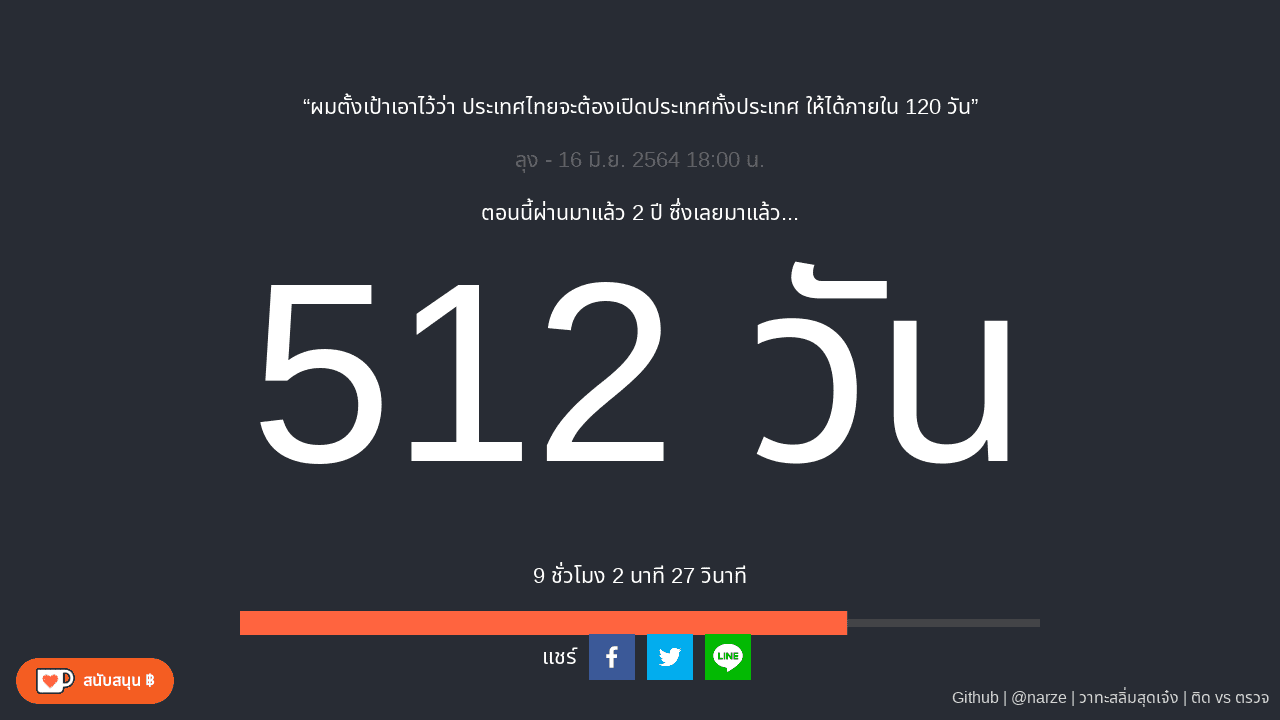 “ผมตั้งเป้าเอาไว้ว่า ประเทศไทยจะต้องเปิดประเทศทั้งประเทศ ให้ได้ภายใน 120 วัน”
ลุง - 16 มิ.ย. 2564 18:00 น.
ตอนนี้ผ่านมาแล้ว 2 ปี ซึ่งเลยมาแล้ว...
512 วัน
9 ชั่วโมง 2 นาที 27 วินาที
แชร์
LINE
สนับสนุน ฿
Github | @narze | วาทะสลิ่มสุดเจ๋ง | ติด vs ตรวจ